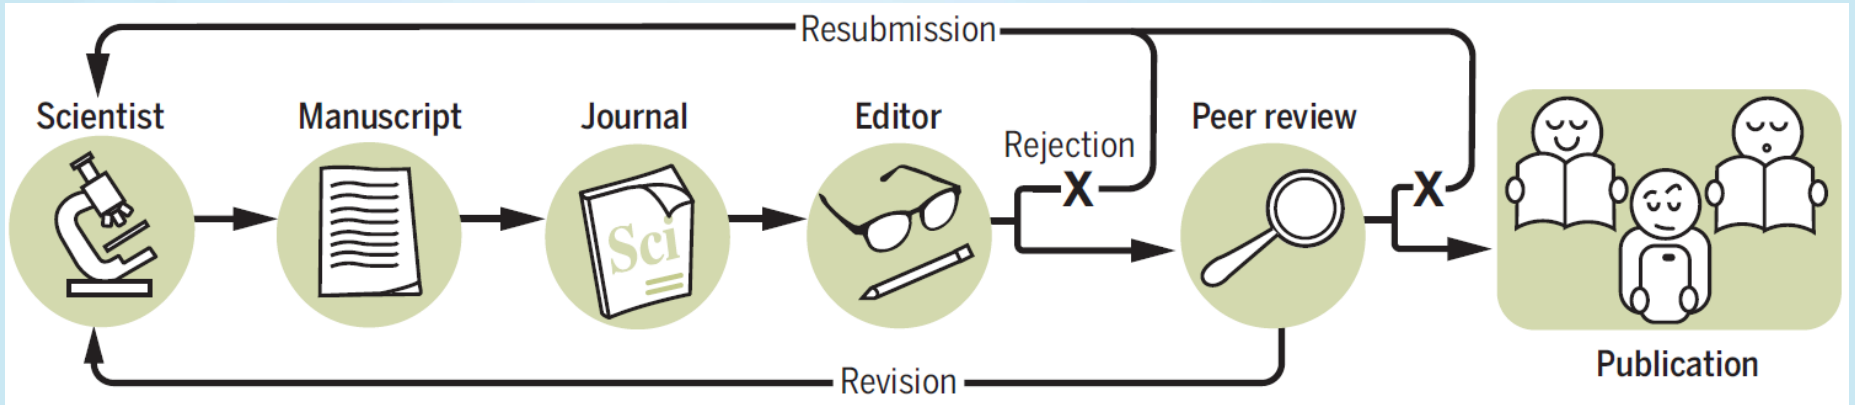 Resubmission
Scientist
Manuscript
Journal
Editor
Rejection
Peer review
X
X
Sci
Publication
Revision